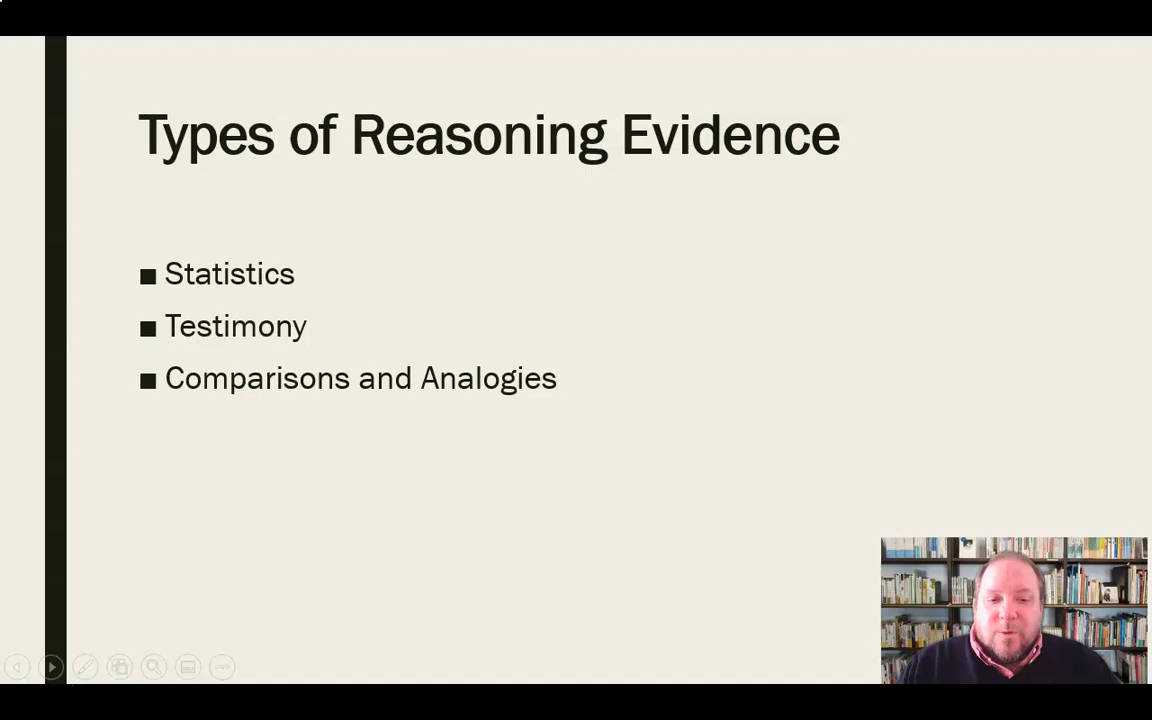 Types of Reasoning Evidence
■ Statistics
■ Testimony
■ Comparisons and Analogies